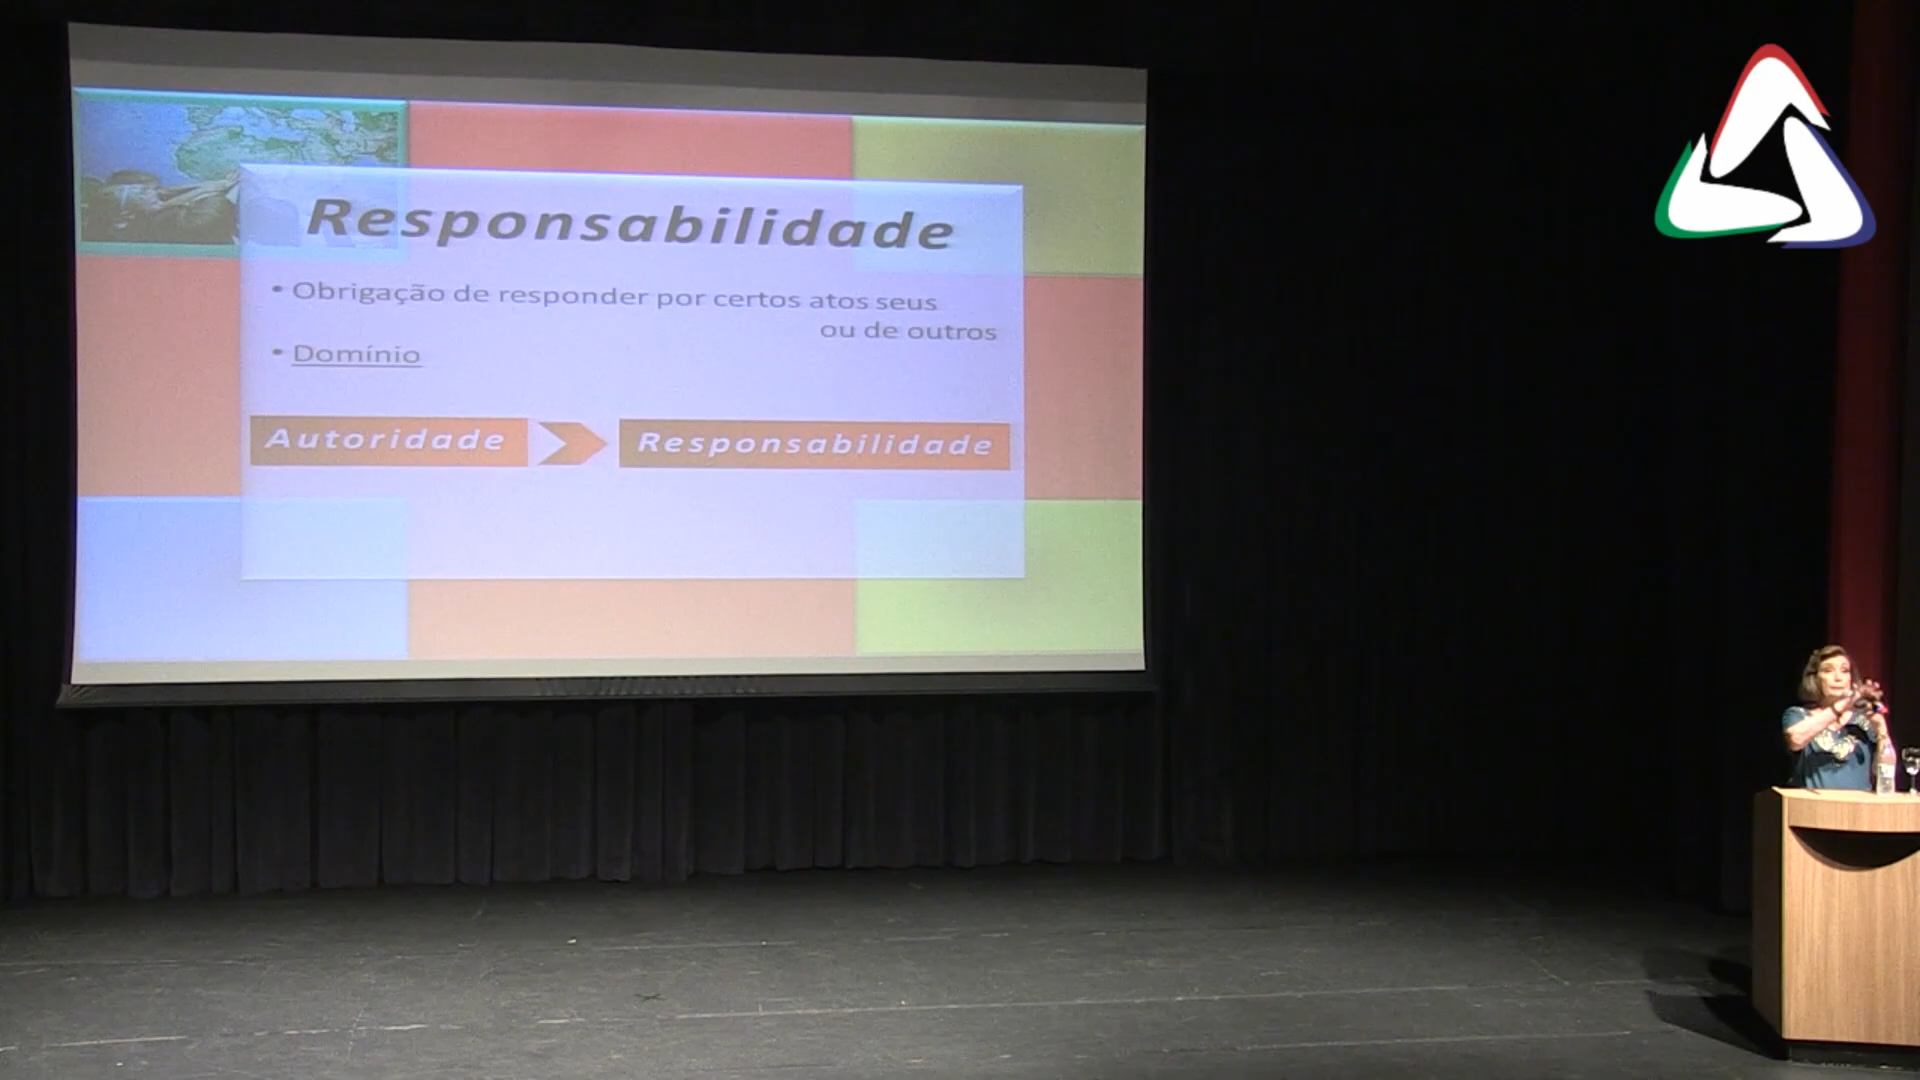 Responsabilidade
• Obrigação de responder por certos atos seus
ou de outros
• Domínio
Autoridade
Responsabilidade